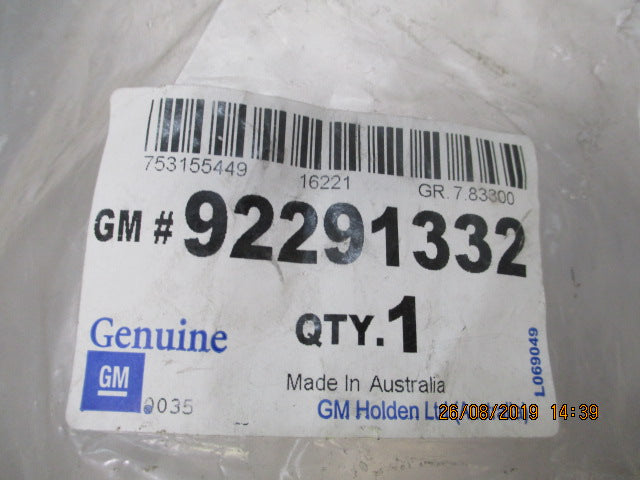 753155449 16221 GR. 7.83300
GM # 92291332
Genuine QTY.1
GM
0035
Made In Australia
GM Holden Ltd
L069049
26/08/2019 14:39